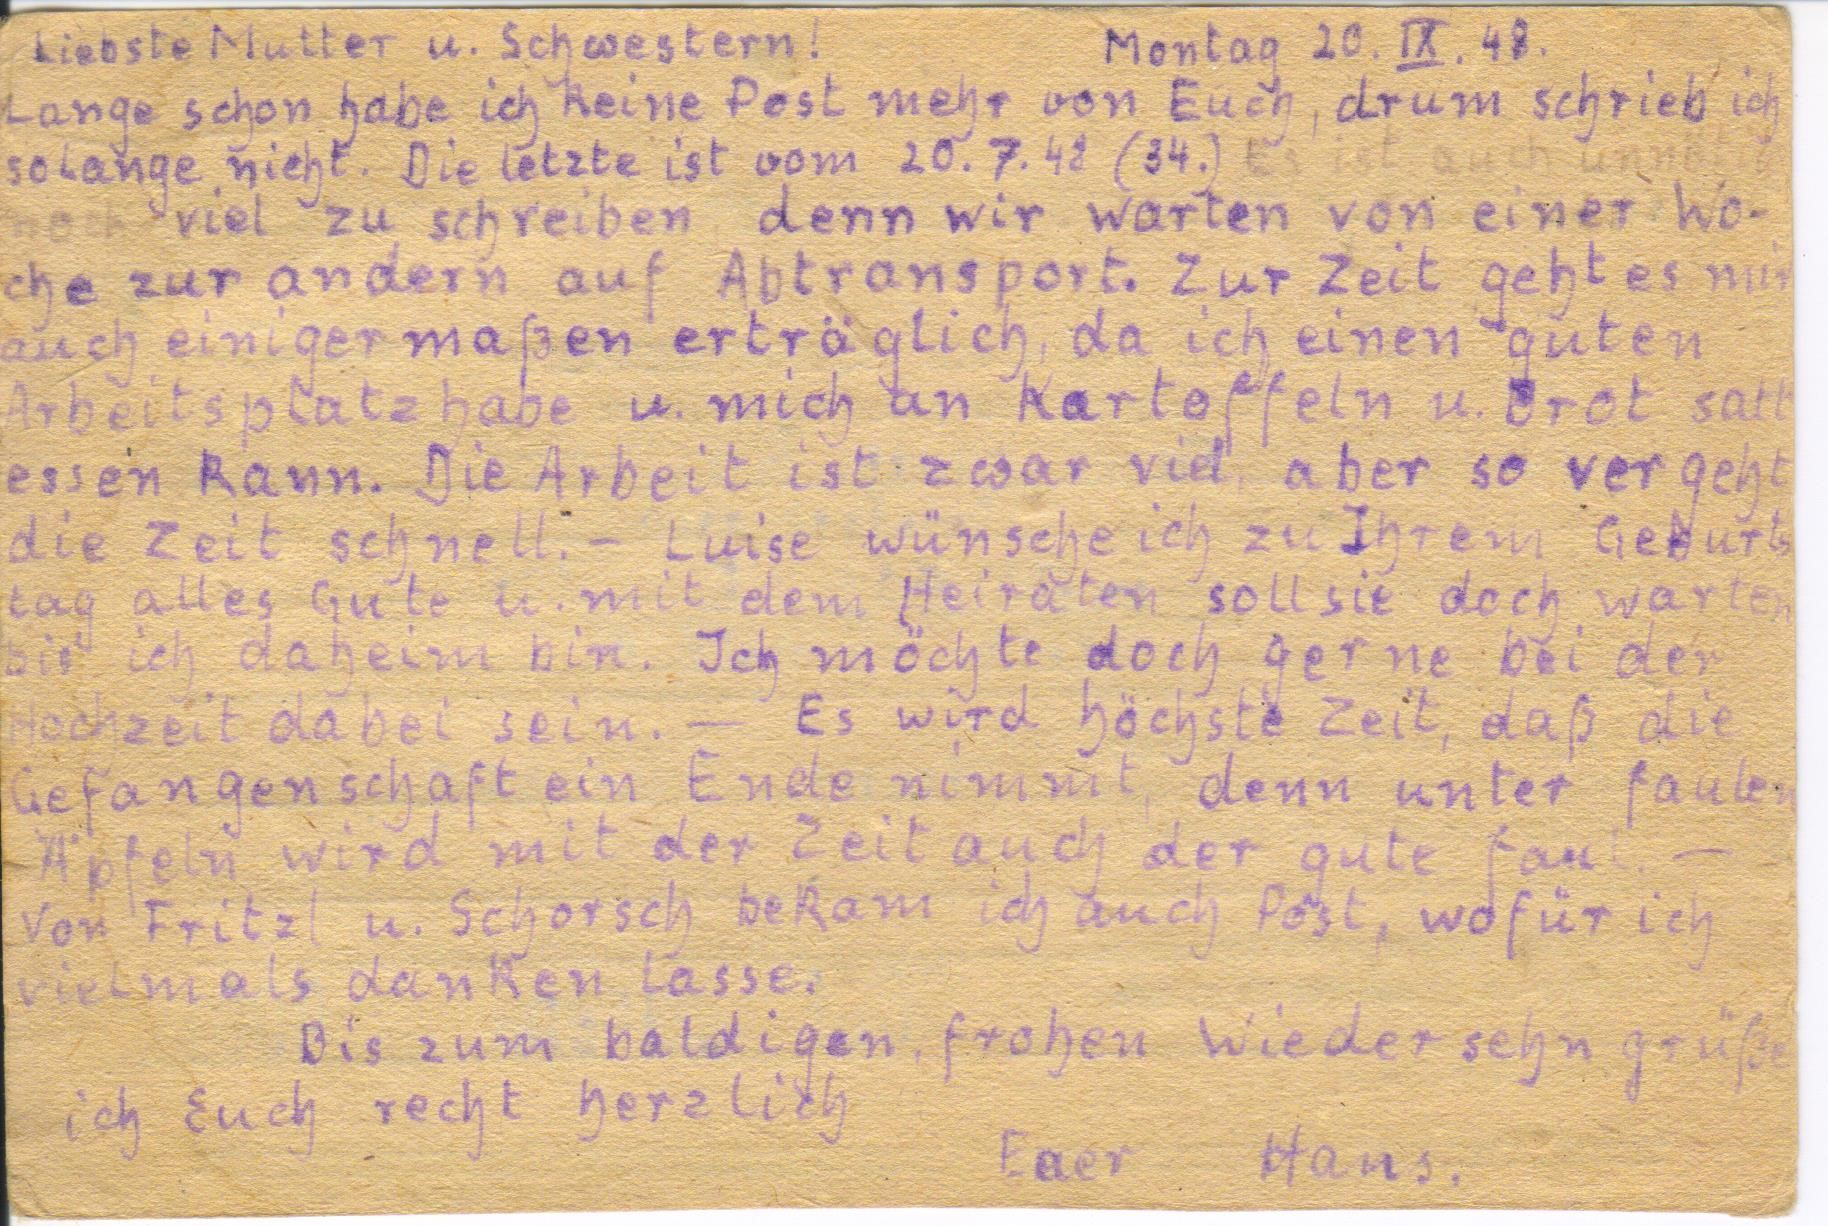 Liebste Mutter u. Schwestern! Montag 20. IX. 48.
Lange schon habe ich keine Post mehr von Euch, drum schrieb ich
solange nicht. Die letzte ist vom 20.7.48 (34.) Es ist auch unnötig
noch viel zu schreiben, denn wir warten von einer Wo-
che zur andern auf Abtransport. Zur Zeit geht es mir
auch einigermaßen erträglich, da ich einen guten
Arbeitsplatz habe u. mich an Kartoffeln u. Brot satt
essen kann. Die Arbeit ist zwar viel, aber so vergeht
die Zeit schnell. – Luise wünsche ich zu Ihrem Geburts
tag alles Gute u. mit dem Heiraten soll sie doch warten
bis ich daheim bin. Ich möchte doch gerne bei der
Hochzeit dabei sein. — Es wird höchste Zeit, daß die
Gefangenschaft ein Ende nimmt, denn unter faulen
Äpfeln wird mit der Zeit auch der gute faul. —
Von Fritzl u. Schorsch bekam ich auch Post, wofür ich
vielmals danken lasse.
Bis zum baldigen, frohen Wiedersehn grüße
ich Euch recht herzlich
Euer Hans.